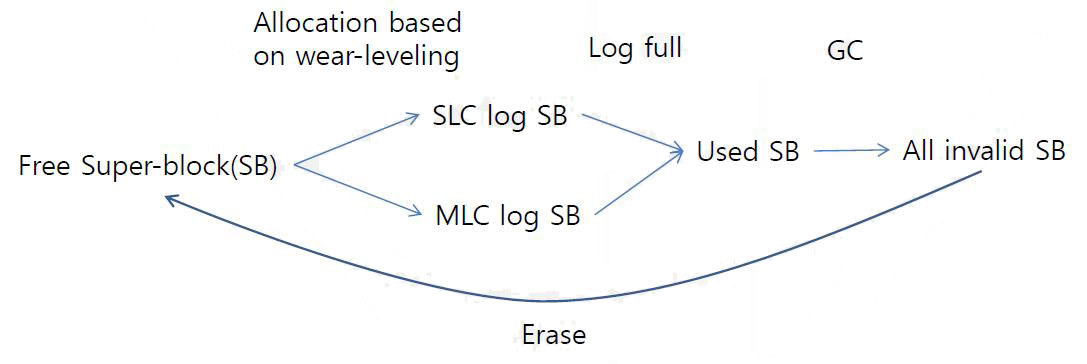 Allocation based
on wear-leveling
Log full
GC
SLC log SB
Free Super-block(SB)
Used SB
All invalid SB
MLC log SB
Erase